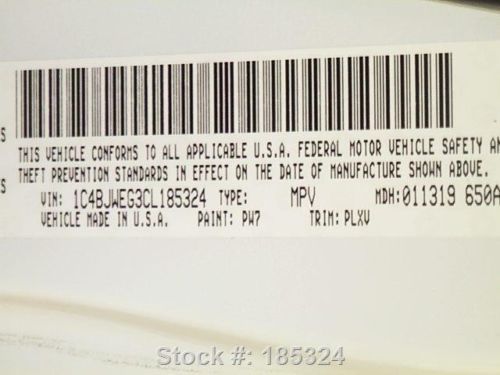 S
THIS VEHICLE CONFORMS TO ALL APPLICABLE U.S.A. FEDERAL MOTOR VEHICLE SAFETY AN
THEFT PREVENTION STANDARDS IN EFFECT ON THE DATE OF MANUFACTURE SHOWN ABOVE.
S
VIN: 1C4BJWEG3CL185324 TYPE: MPV MDH:011319 650A
VEHICLE MADE IN U.S.A. PAINT: PW7 TRIM: PLXV
Stock #: 185324